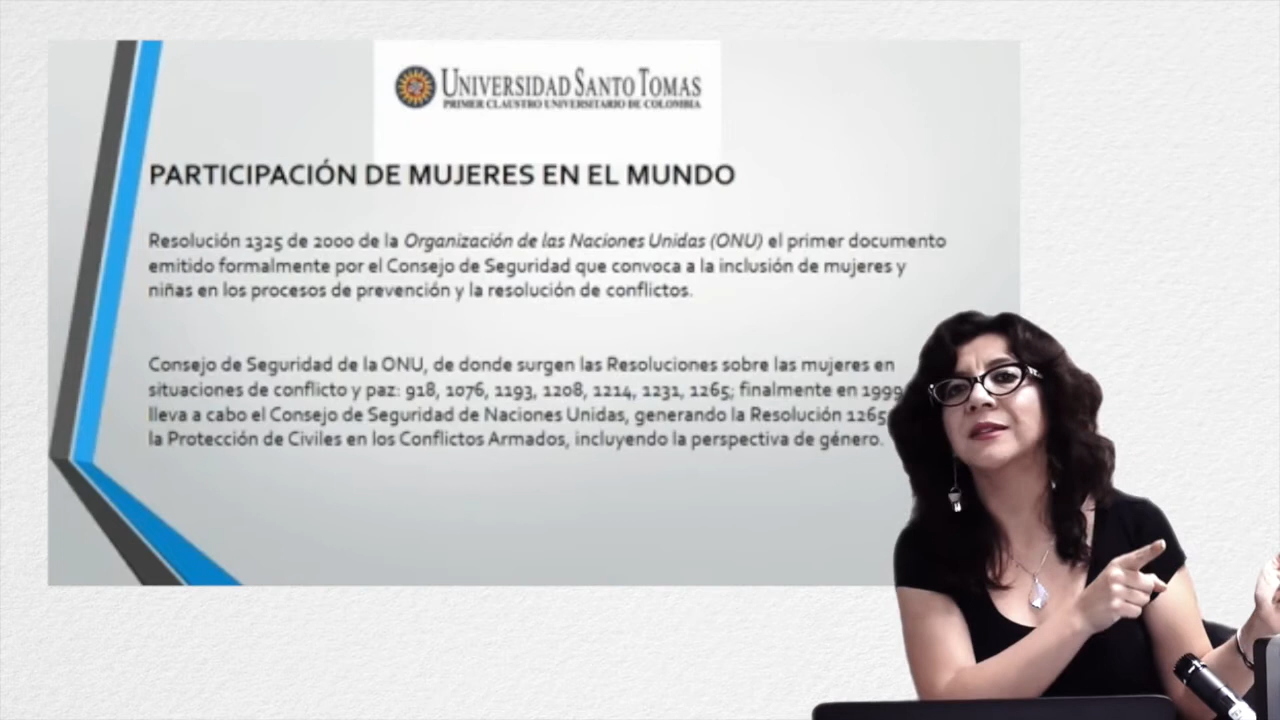 UNIVERSIDAD SANTO TOMAS
PRIMER CLAUSTRO UNIVERSITARIO DE COLOMBIA
PARTICIPACIÓN DE MUJERES EN EL MUNDO
Resolución 1325 de 2000 de la Organización de las Naciones Unidas (ONU) el primer documento
emitido formalmente por el Consejo de Seguridad que convoca a la inclusión de mujeres y
niñas en los procesos de prevención y la resolución de conflictos.
Consejo de Seguridad de la ONU, de donde surgen las Resoluciones sobre las mujeres en
situaciones de conflicto y paz: 918, 1076, 1193, 1208, 1214, 1231, 1265; finalmente en 1999
lleva a cabo el Consejo de Seguridad de Naciones Unidas, generando la Resolución 1265
la Protección de Civiles en los Conflictos Armados, incluyendo la perspectiva de género.